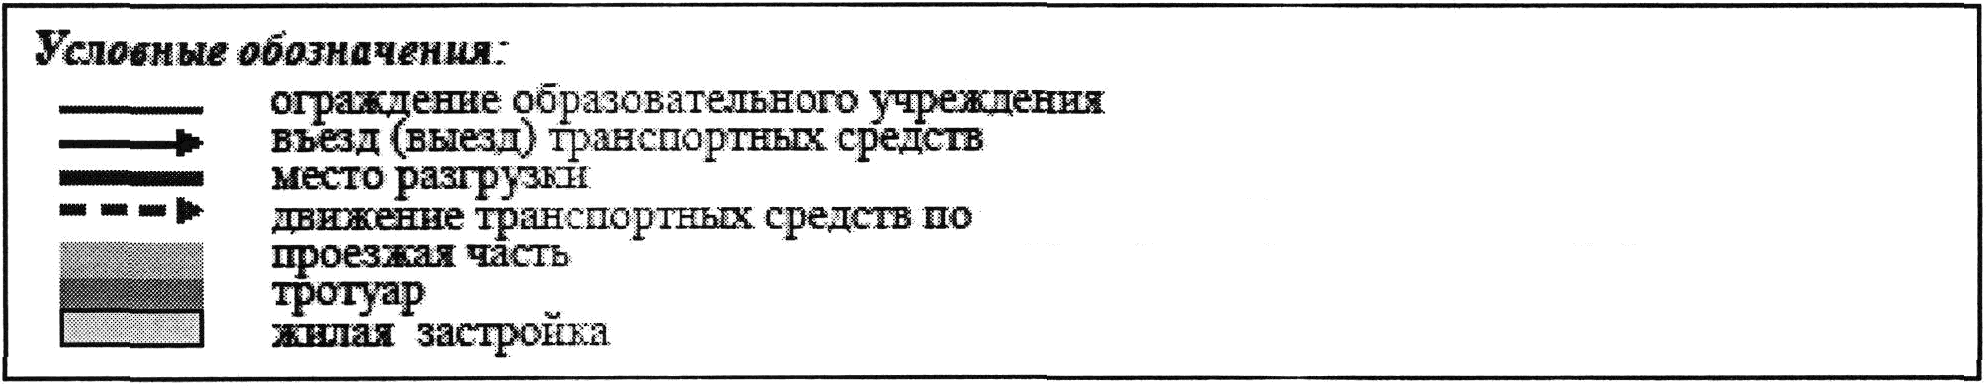 Условные обозначения:
ограждение образовательного учреждения
въезд (выезд) транспортных средств
место разгрузки
движение транспортных средств по
проезжая часть
тротуар
жилая застройка